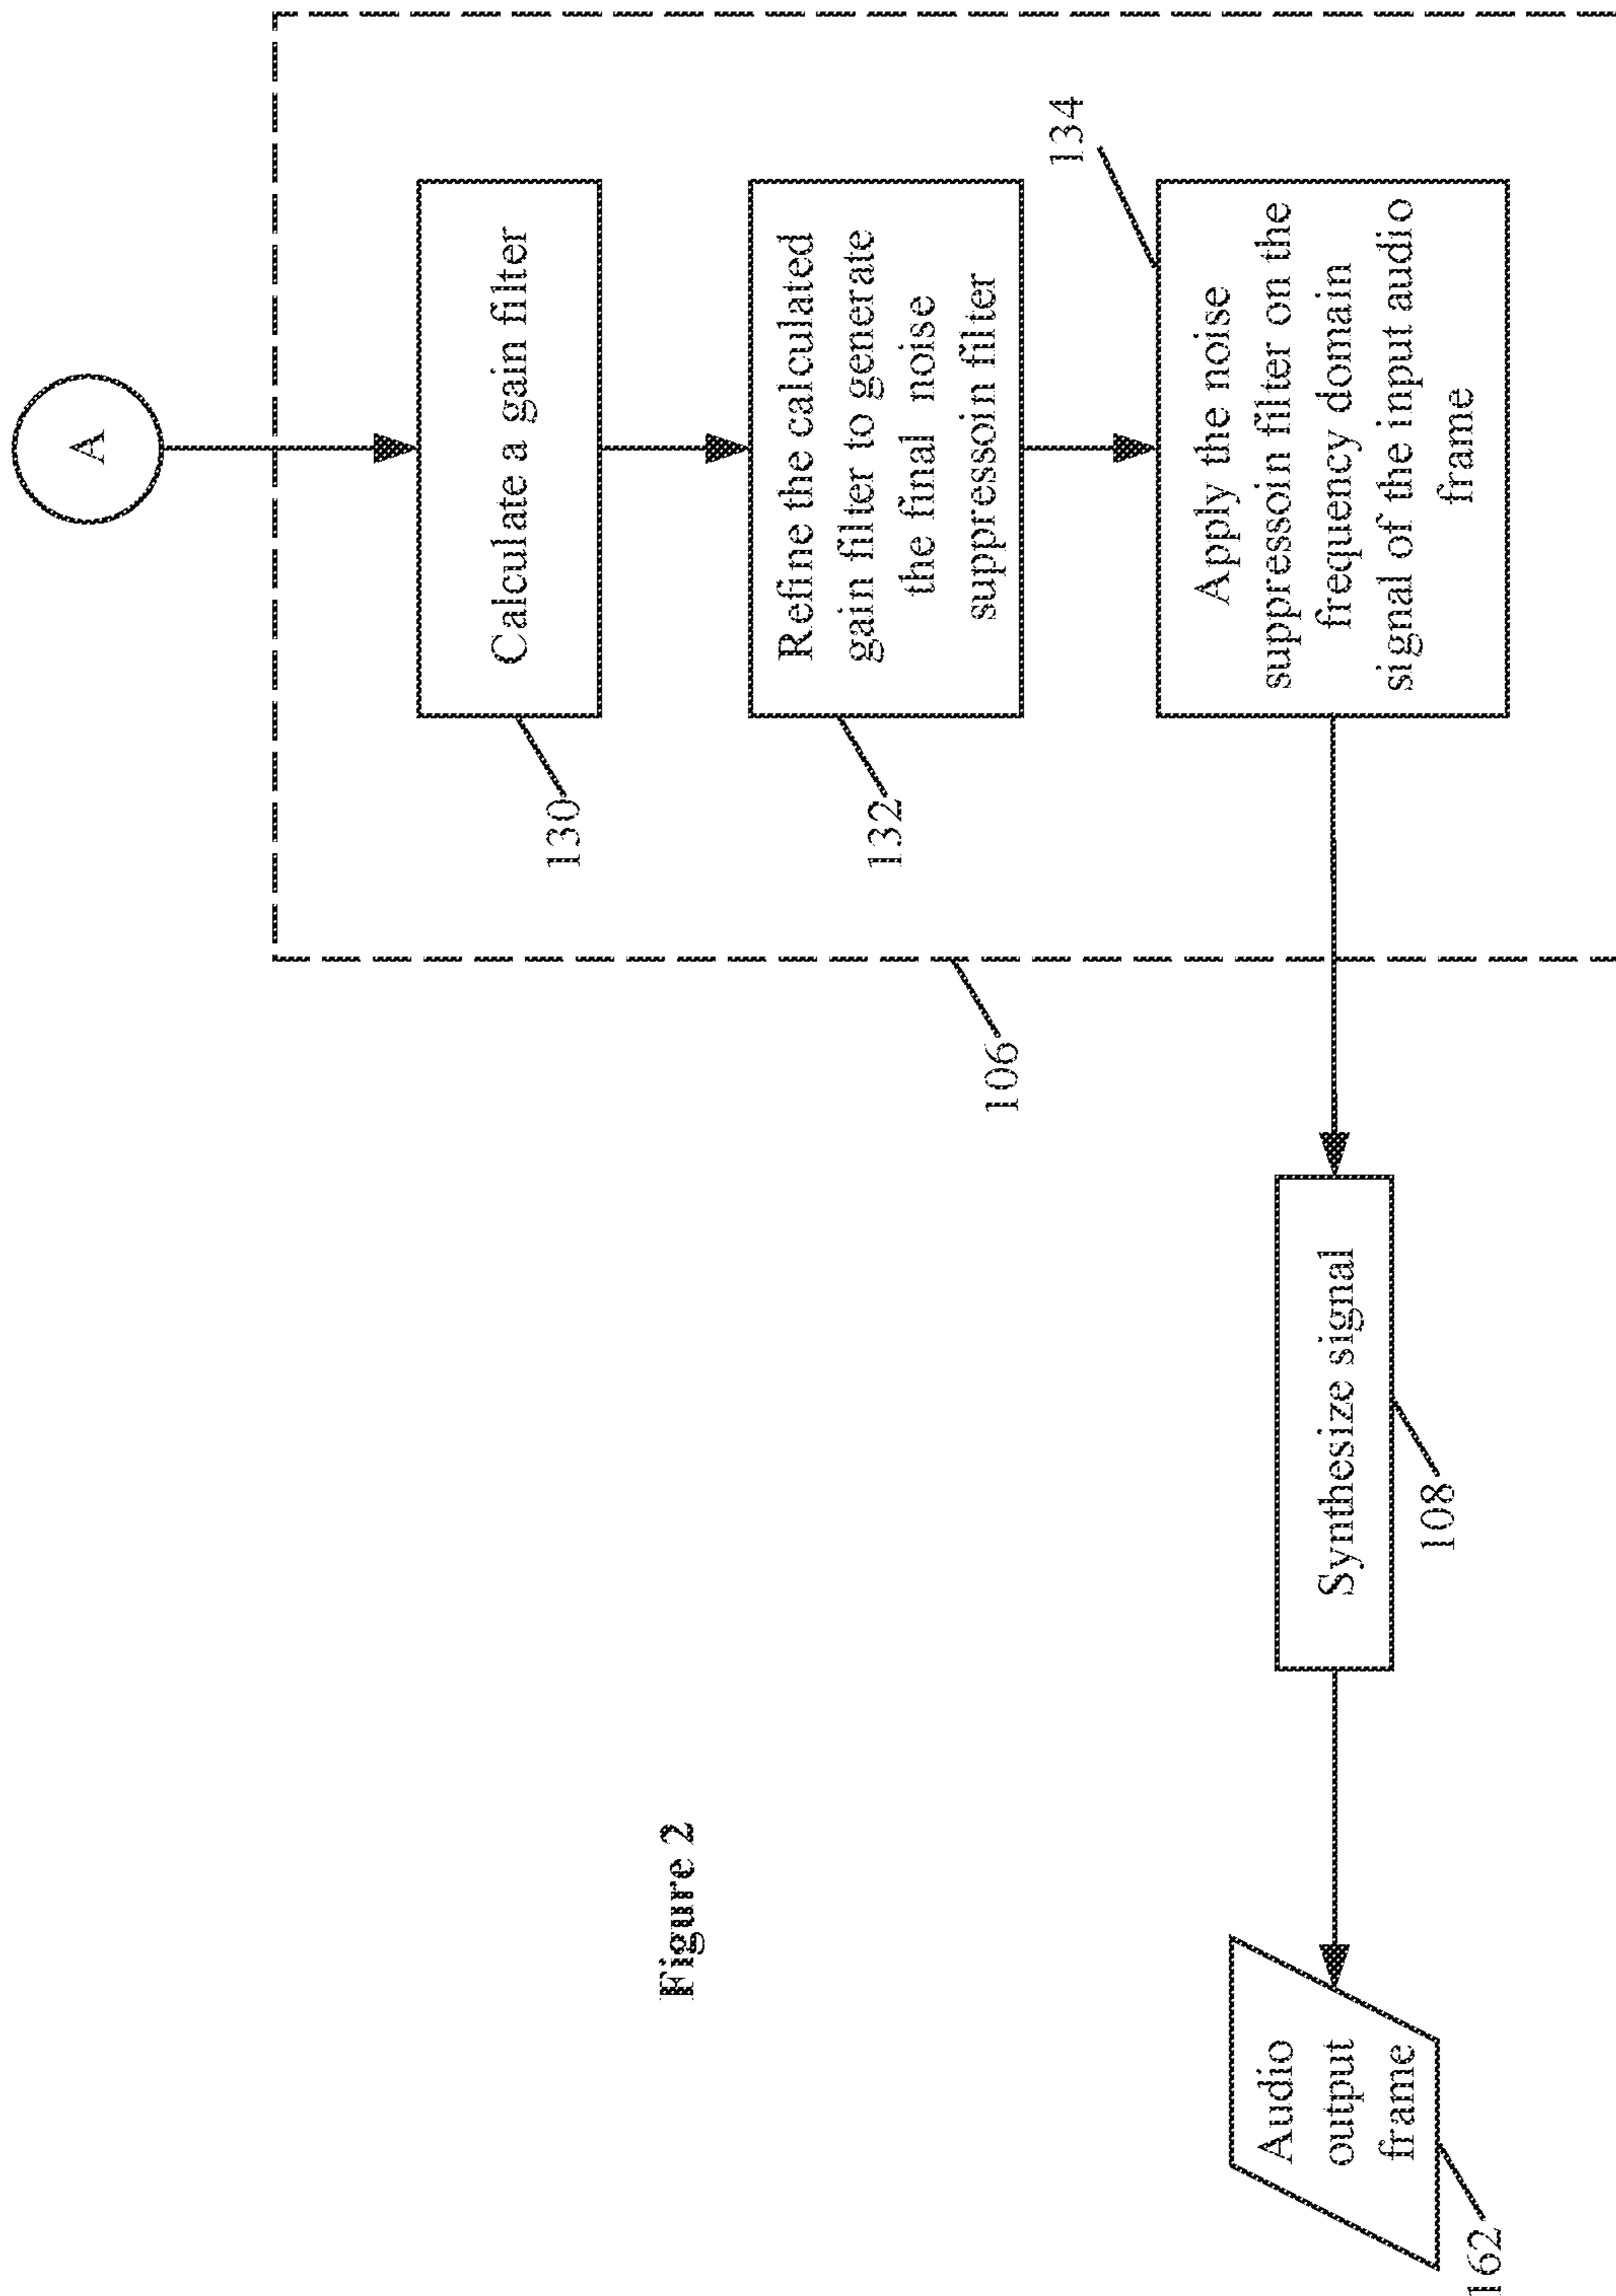 A
Calculate a gain filter
130
Refine the calculated
gain filter to generate
the final noise
suppressoin filter
132
134
Apply the noise
suppressoin filter on the
frequency domain
signal of the input audio
frame
106
Synthesize signal
108
Audio
output
frame
162
Figure 2